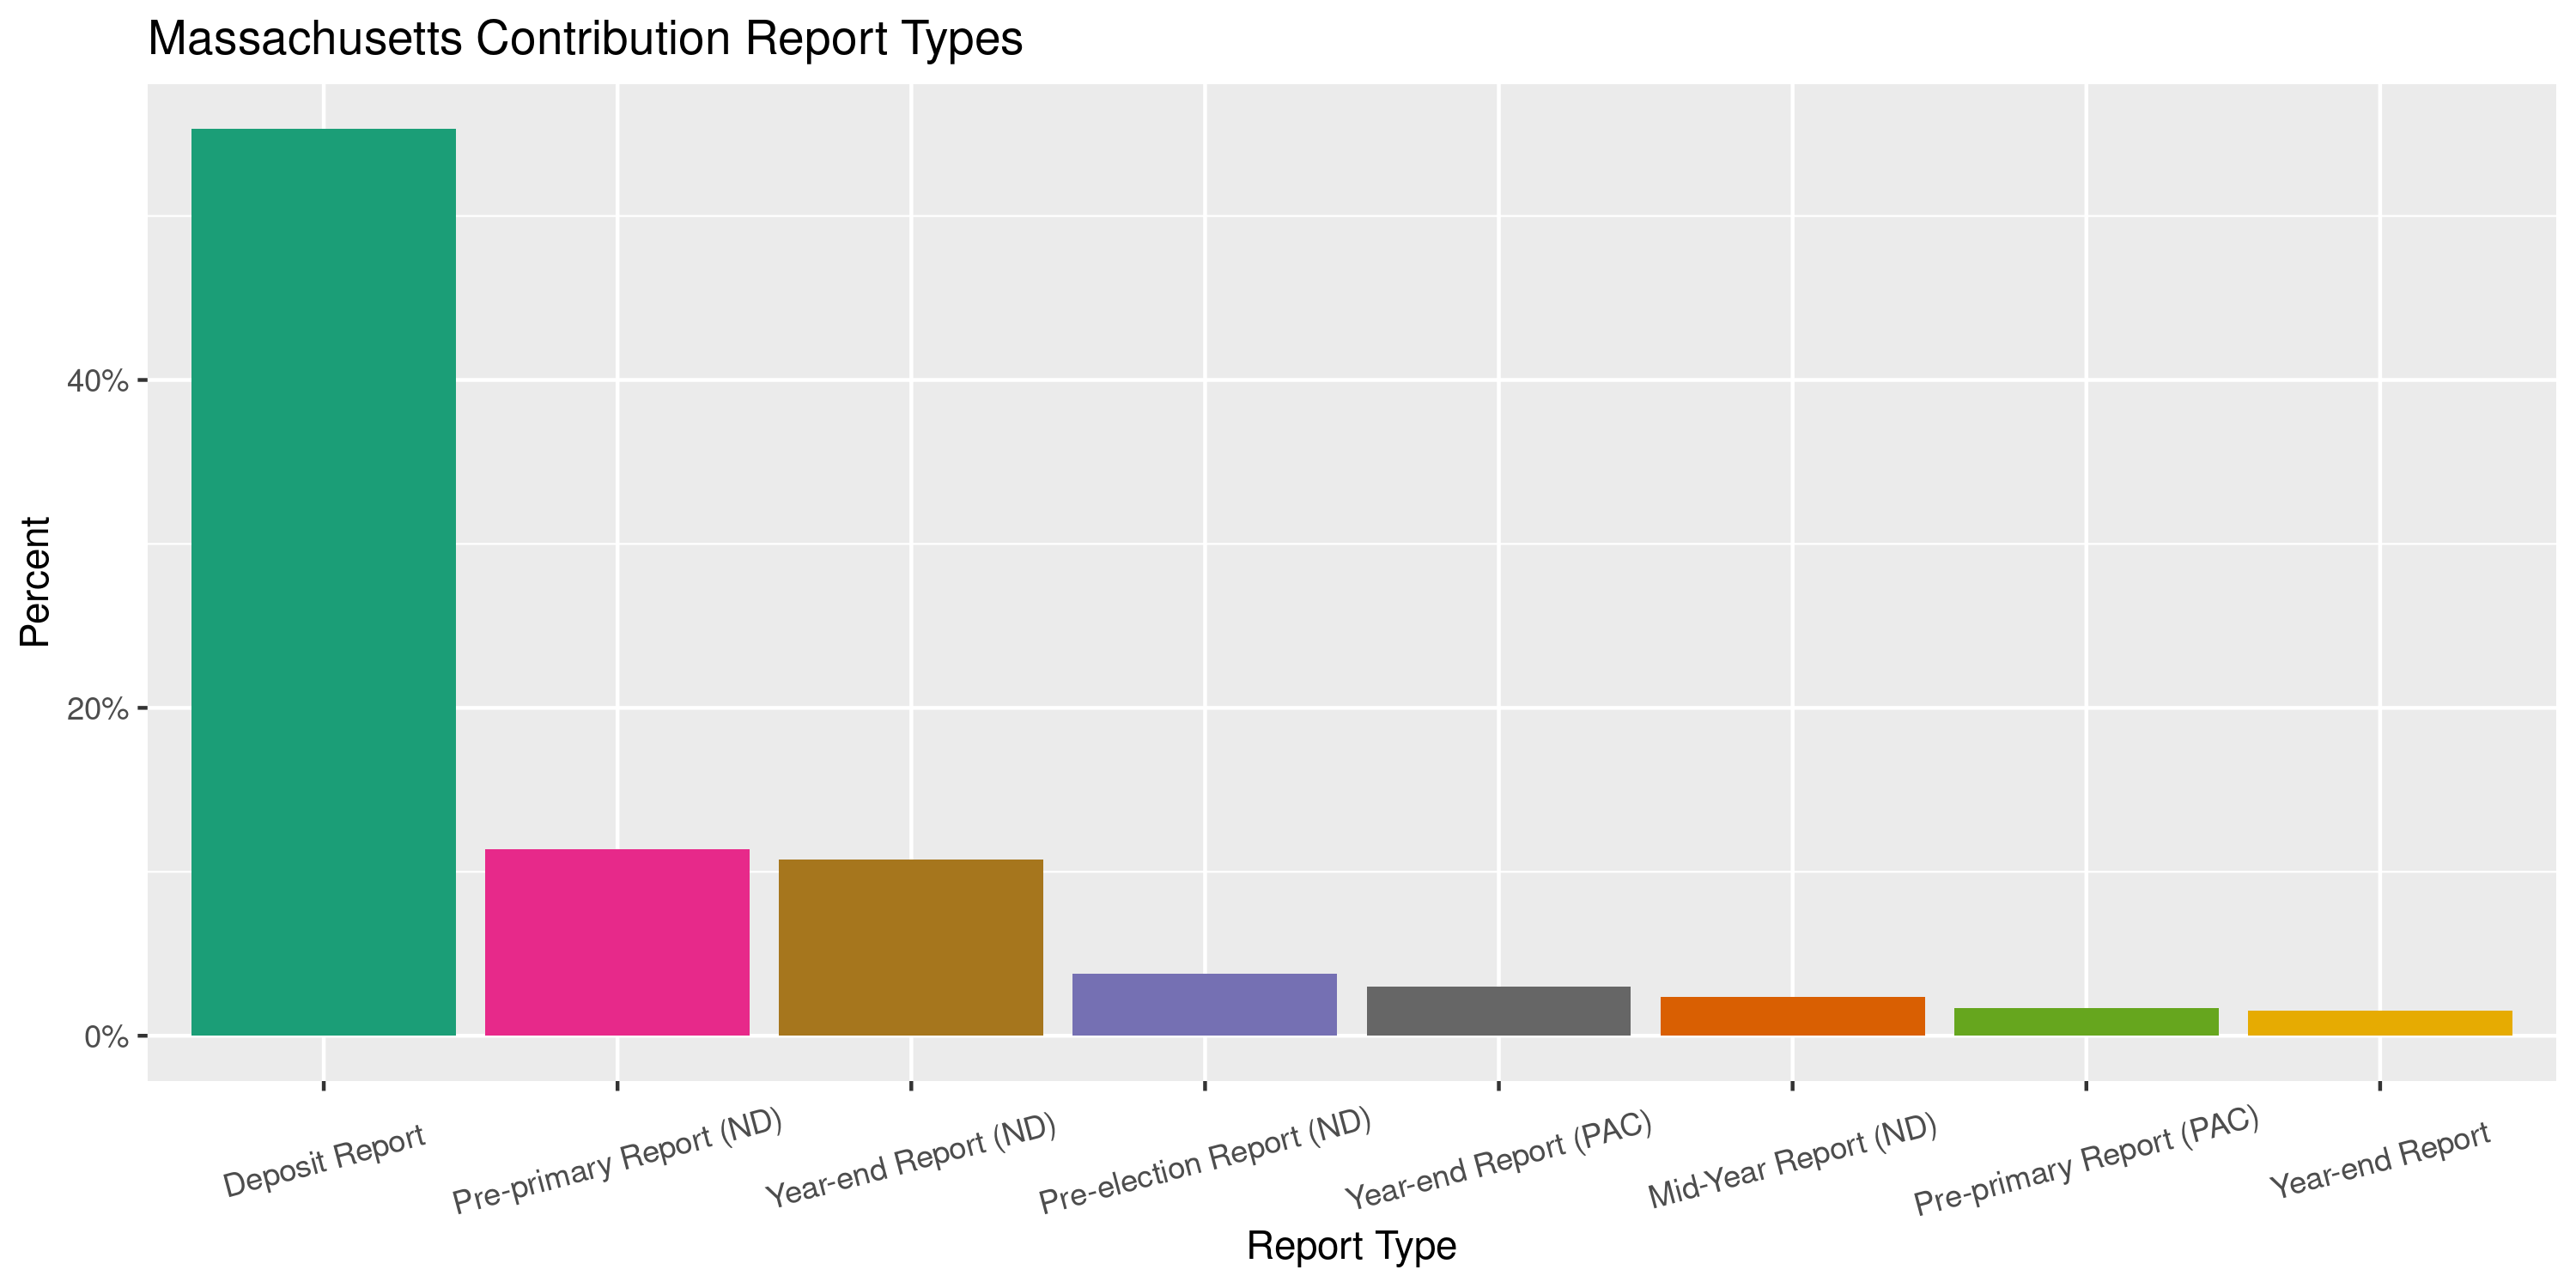 Massachusetts Contribution Report Types
Percent
40%
20%
0%
Deposit Report
Pre-primary Report (ND)
Year-end Report (ND)
Pre-election Report (ND)
Year-end Report (PAC)
Mid-Year Report (ND)
Pre-primary Report (PAC)
Year-end Report
Report Type